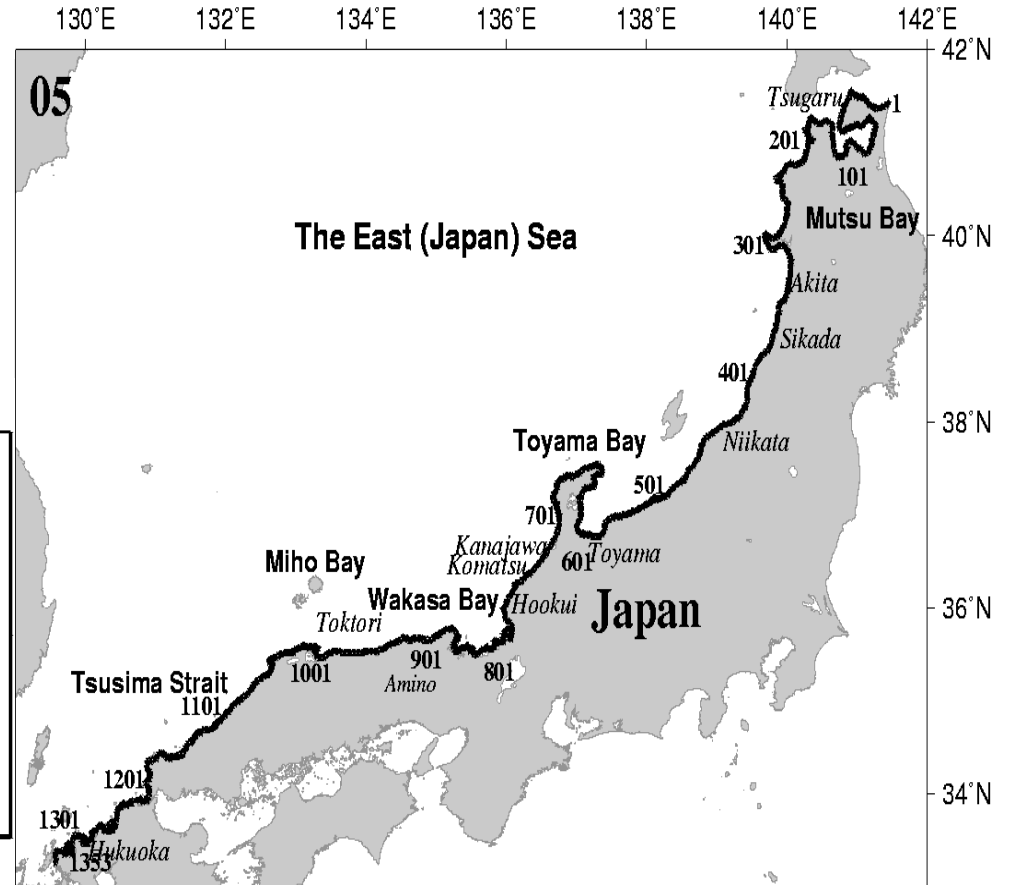 130°E 132°E 134°E 136°E 138°E 140°E 142°E
42°N
05
Tsugaru
1
201
101
Mutsu Bay
The East (Japan) Sea
40°N
301
Akita
Sikada
401
38°N
Toyama Bay
Niikata
501
701
Kanajawa
601
Toyama
Komatsu
Miho Bay
Wakasa Bay
Hookui
Japan
36°N
Toktori
1001
901
801
Amino
Tsusima Strait
1101
1201
34°N
1301
Hukuoka
1353